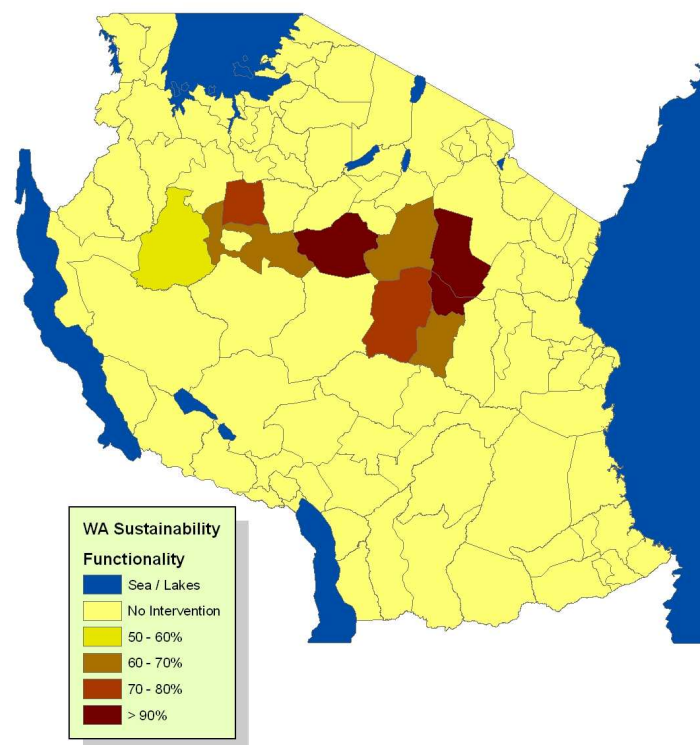 WA Sustainability
Functionality
Sea / Lakes
No Intervention
50 - 60%
60 - 70%
70 - 80%
> 90%